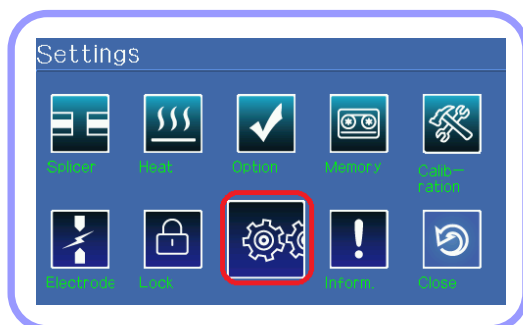 Settings
Splicer
Heat
Option
Memory
Calib-
ration
Electrode
Lock
Inform.
Close